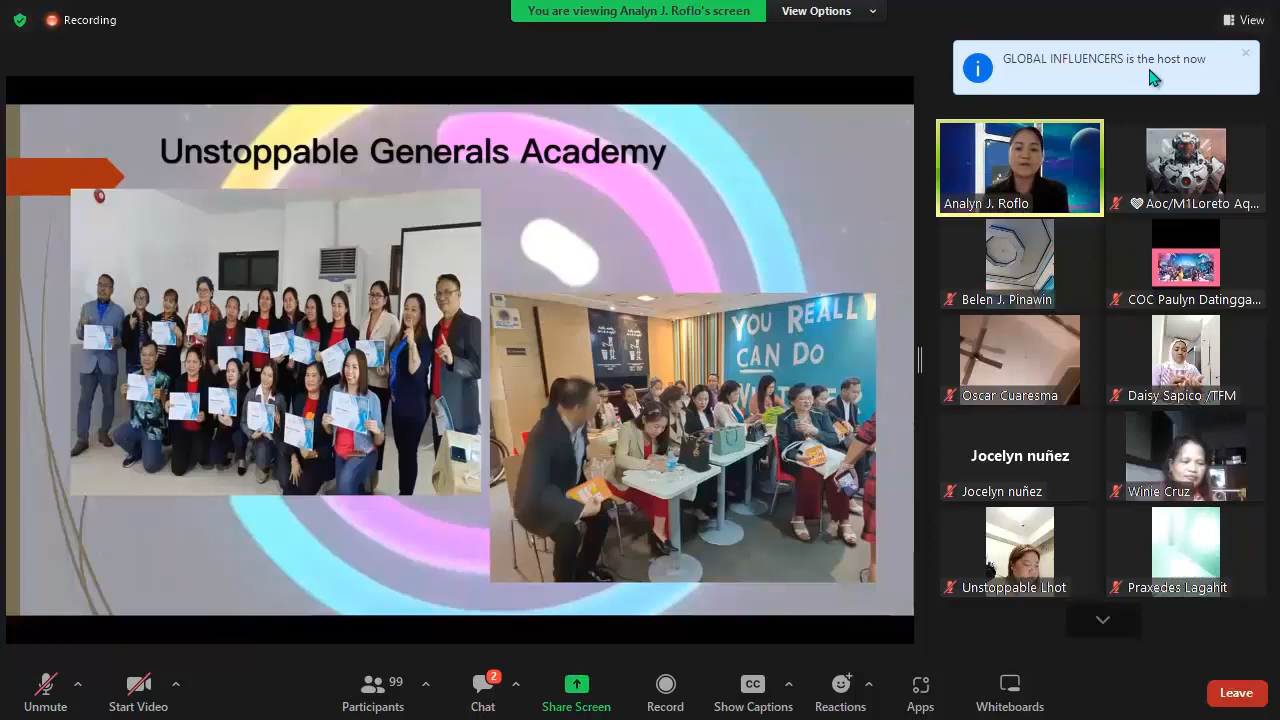 Recording
You are viewing Analyn J. Roflo's screen
View Options
View
GLOBAL INFLUENCERS is the host now
Unstoppable Generals Academy
YOU REALLY
CAN DO
Analyn J. Roflo
Aoc/M1Loreto Aq...
Belen J. Pinawin
COC Paulyn Datingga...
Oscar Cuaresma
Daisy Sapico /TFM
Jocelyn nuñez
Jocelyn nuñez
Winie Cruz
Unstoppable Lhot
Praxedes Lagahit
Unmute
Start Video
99
Participants
2
Chat
Share Screen
Record
CC
Show Captions
Reactions
Apps
Whiteboards
Leave